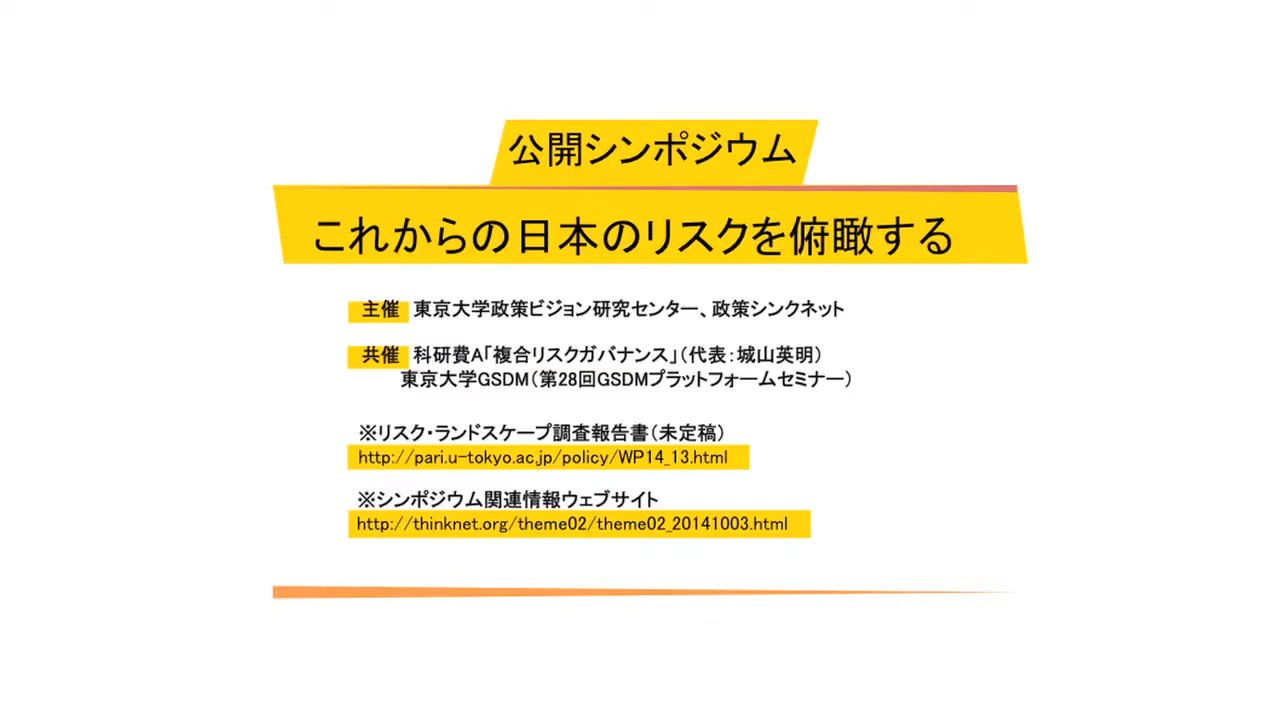 公開シンポジウム
これからの日本のリスクを俯瞰する
主催 東京大学政策ビジョン研究センター、政策シンクネット
共催 科研費A「複合リスクガバナンス」（代表：城山英明）
東京大学GSDM（第28回GSDMプラットフォームセミナー）
※リスク・ランドスケープ調査報告書（未定稿）
http://pari.u-tokyo.ac.jp/policy/WP14_13.html
※シンポジウム関連情報ウェブサイト
http://thinknet.org/theme02/theme02_20141003.html